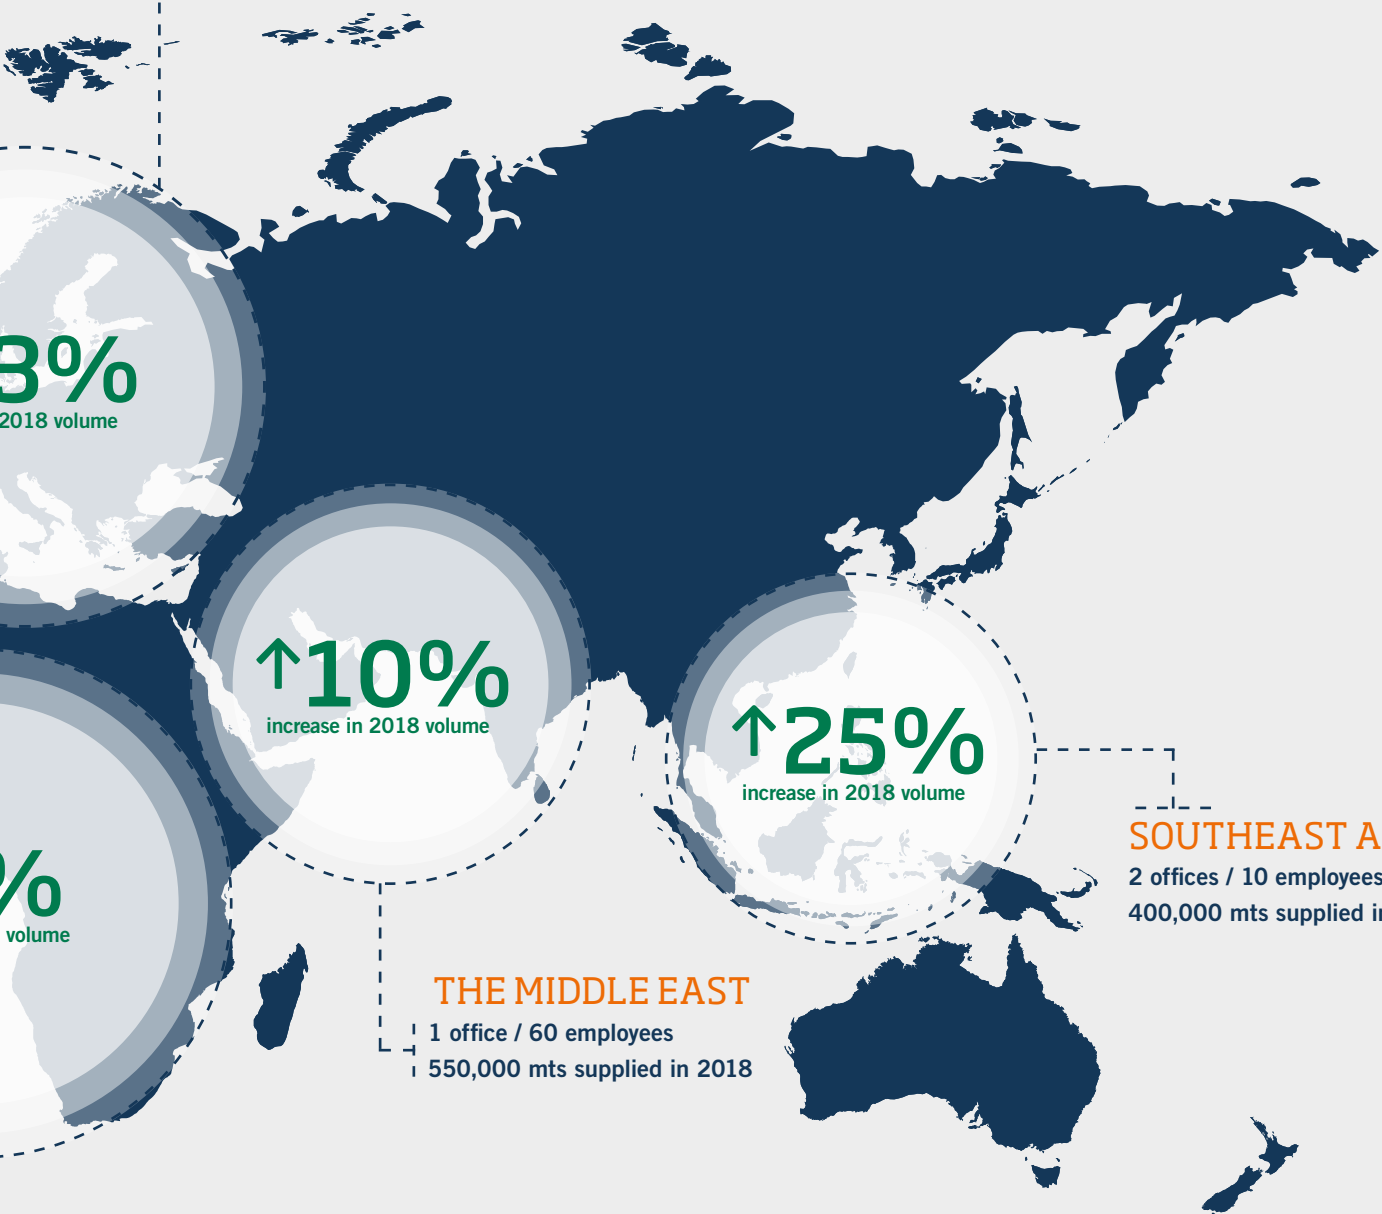 3%
2018 volume
↑10%
increase in 2018 volume
↑25%
increase in 2018 volume
SOUTHEAST A
2 offices / 10 employees
400,000 mts supplied in
%
volume
THE MIDDLE EAST
1 office / 60 employees
550,000 mts supplied in 2018